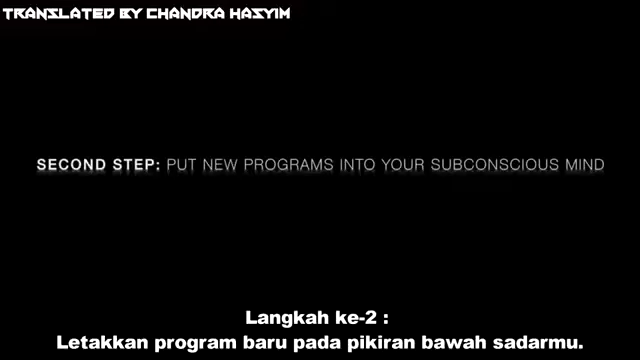 TRANSLATED BY CHANDRA HASYIM
SECOND STEP: PUT NEW PROGRAMS INTO YOUR SUBCONSCIOUS MIND
Langkah ke-2 :
Letakkan program baru pada pikiran bawah sadarmu.